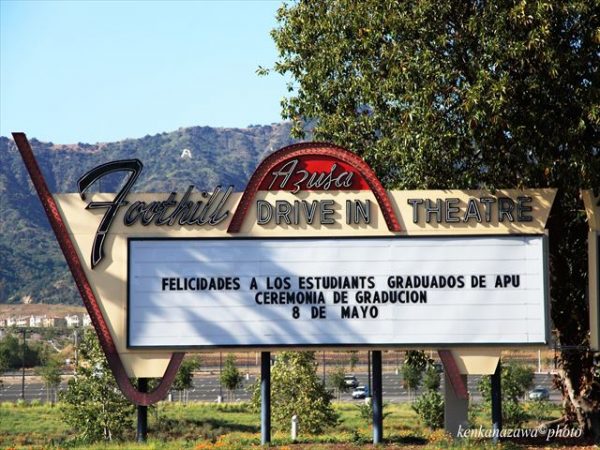 A
Azusa
Foothill DRIVE IN THEATRE
FELICIDADES A LOS ESTUDIANTS GRADUADOS DE APU
CEREMONIA DE GRADUCION
8 DE MAYO
kenkanazawa©photo